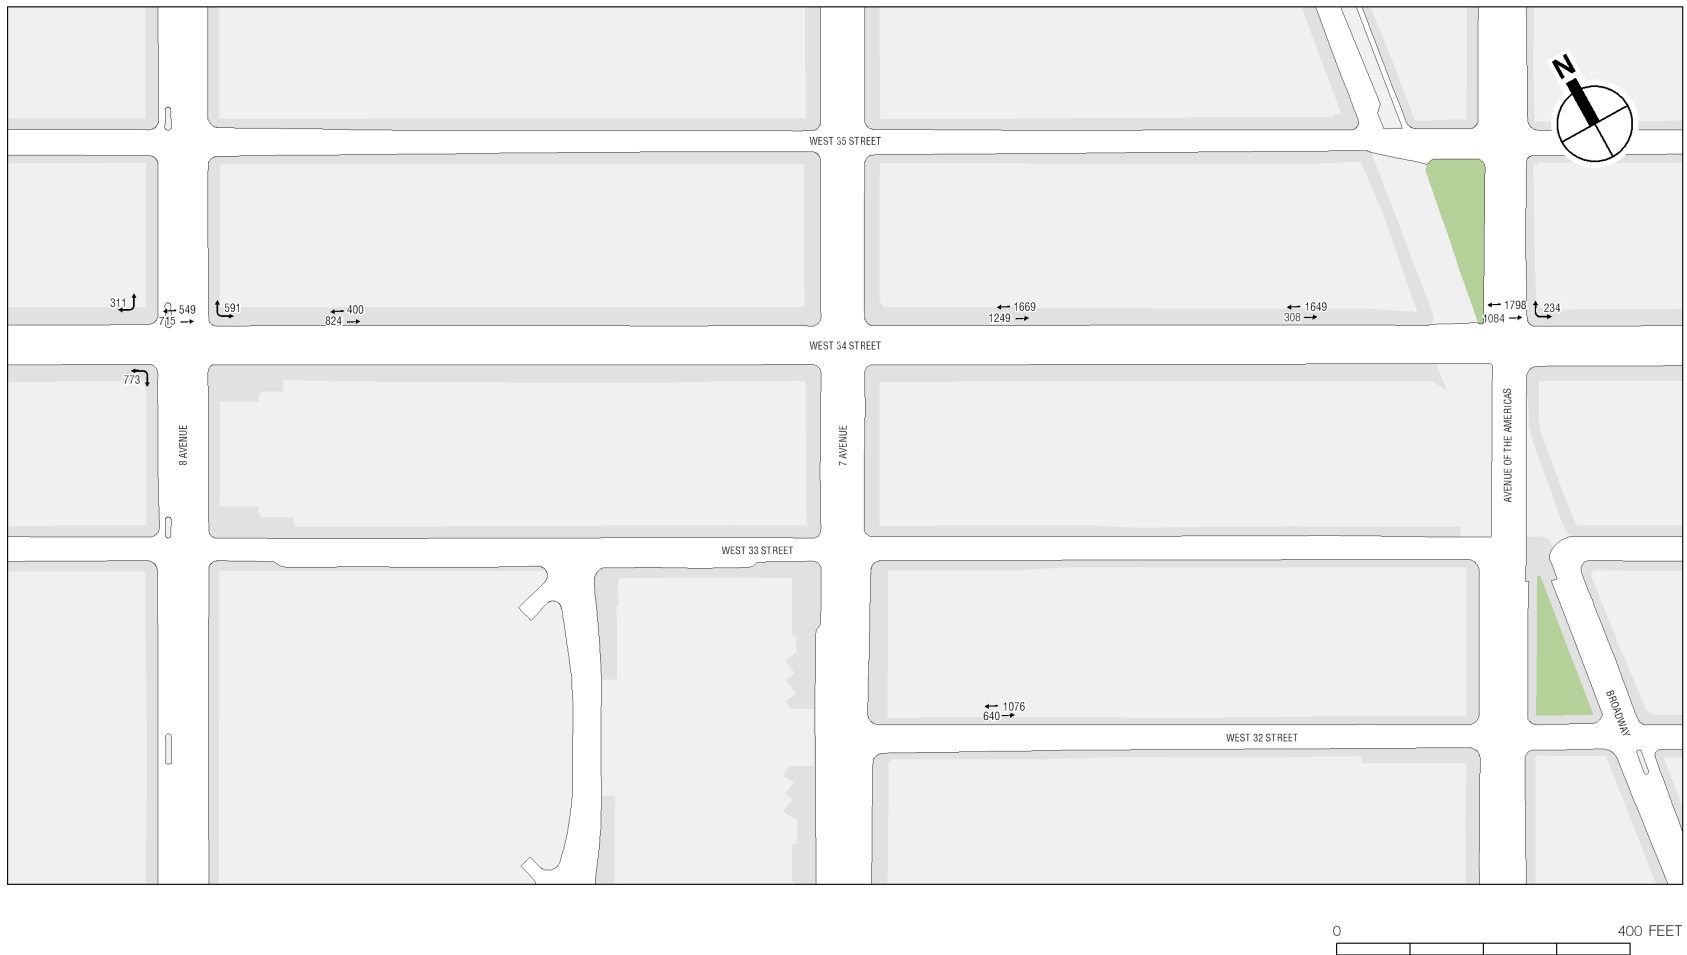 N
WEST 35 STREET
311
549
715
591
400
824
1669
1249
1649
308
1798
1084
234
WEST 34 STREET
773
8 AVENUE
7 AVENUE
AVENUE OF THE AMERICAS
WEST 33 STREET
1076
640
WEST 32 STREET
BROADWAY
0 400 FEET